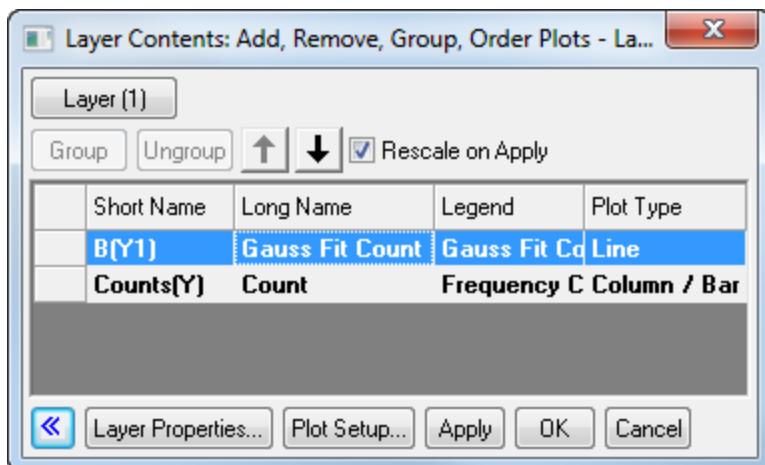 Layer Contents: Add, Remove, Group, Order Plots - La...
Layer (1)
Group Ungroup Rescale on Apply
Short Name Long Name Legend Plot Type
B(Y1) Gauss Fit Count Gauss Fit Co Line
Counts(Y) Count Frequency C Column / Bar
Layer Properties... Plot Setup... Apply OK Cancel